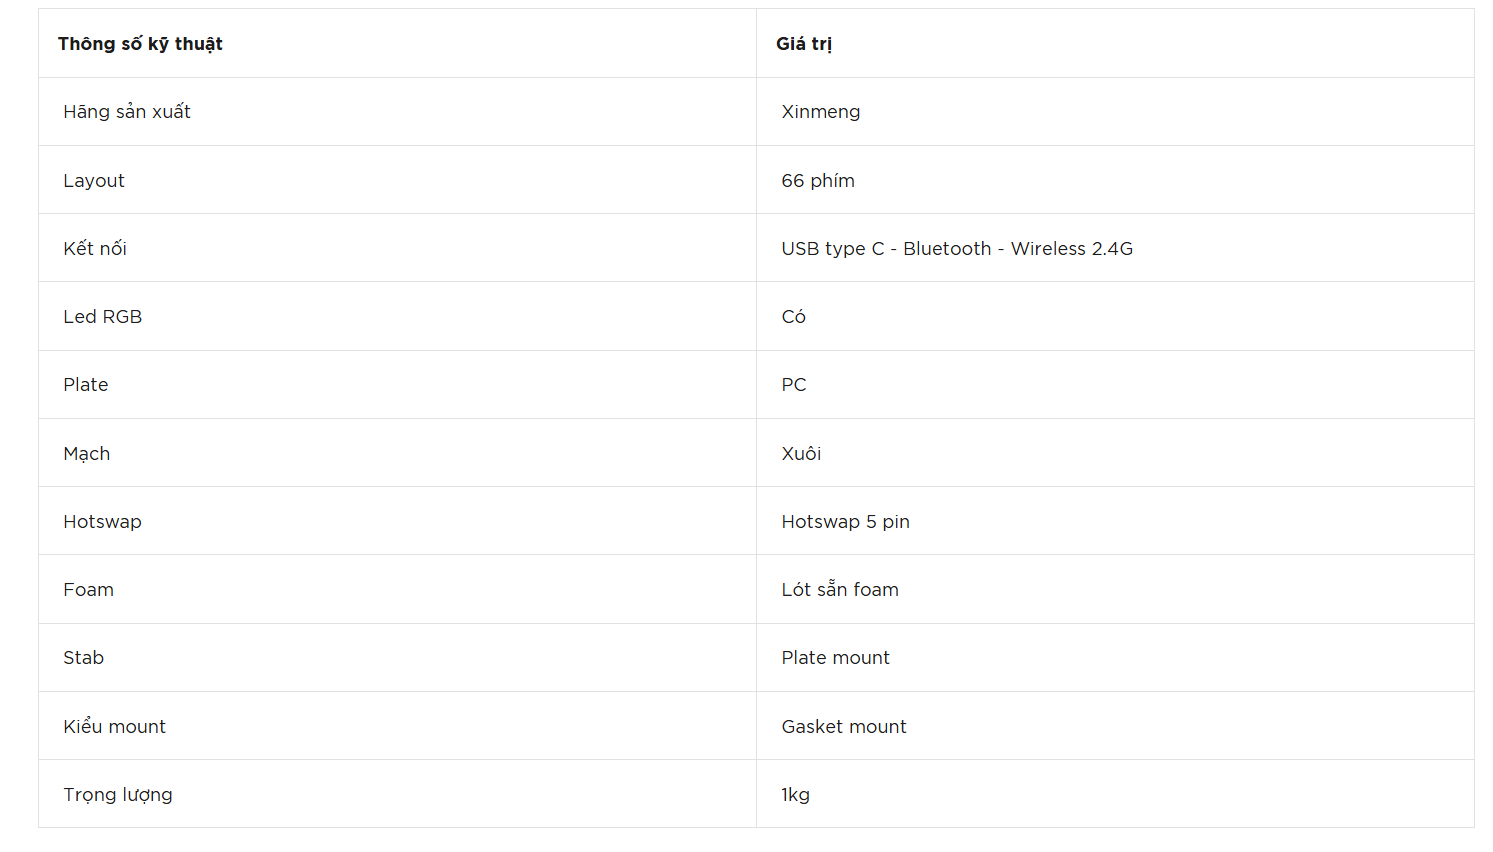 Thông số kỹ thuật
Giá trị
Hãng sản xuất
Xinmeng
Layout
66 phím
Kết nối
USB type C - Bluetooth - Wireless 2.4G
Led RGB
Có
Plate
PC
Mạch
Xuôi
Hotswap
Hotswap 5 pin
Foam
Lót sẵn foam
Stab
Plate mount
Kiểu mount
Gasket mount
Trọng lượng
1kg